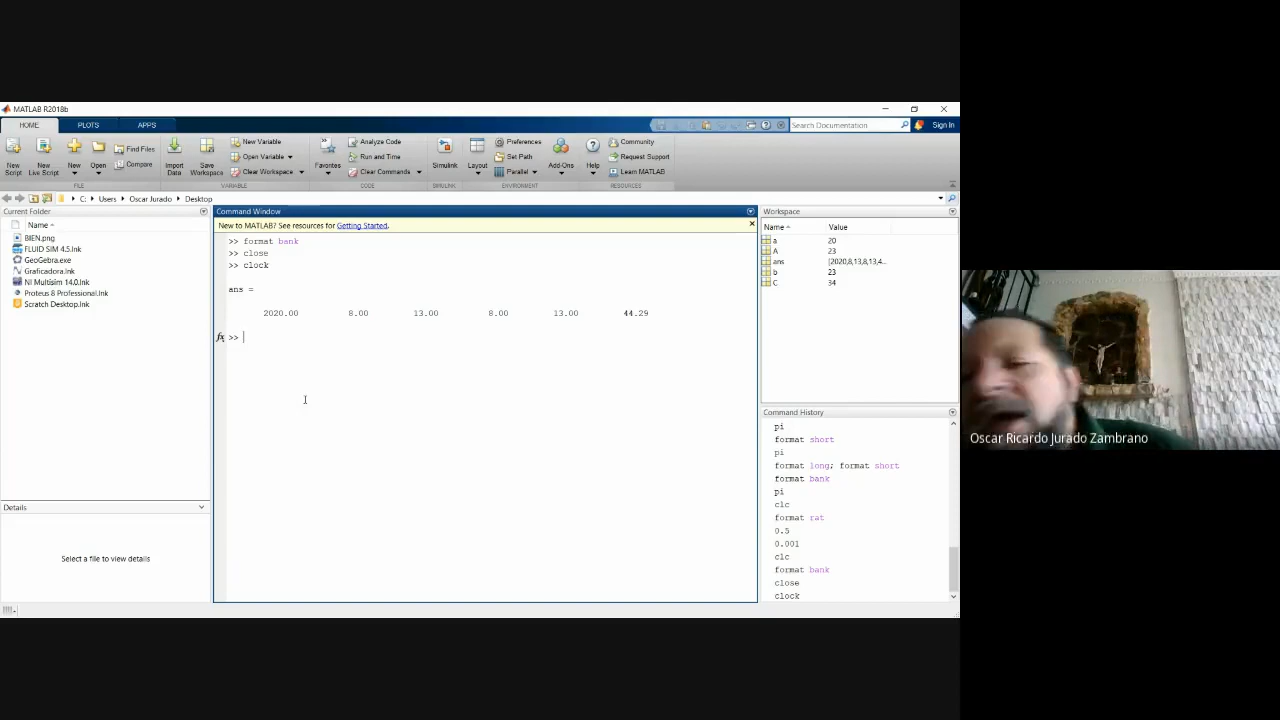 MATLAB R2018b
HOME
PLOTS
APPS
Search Documentation
Sign In
New Script
New Live Script
New
Open
Find Files
Compare
Import Data
Save Workspace
New Variable
Open Variable
Clear Workspace
Favorites
Analyze Code
Run and Time
Clear Commands
Simulink
Layout
Preferences
Set Path
Parallel
Add-Ons
Help
Community
Request Support
Learn MATLAB
FILE
VARIABLE
CODE
SIMULINK
ENVIRONMENT
RESOURCES
C: Users Oscar Jurado Desktop
Current Folder
Name
BIEN.png
FLUID SIM 4.5.lnk
GeoGebra.exe
Graficadora.lnk
NI Multisim 14.0.lnk
Proteus 8 Professional.lnk
Scratch Desktop.lnk
Details
Select a file to view details
Command Window
New to MATLAB? See resources for Getting Started.
>> format bank
>> close
>> clock
ans =
2020.00 8.00 13.00 8.00 13.00 44.29
fx >>
Workspace
Name Value
a 20
A 23
ans [2020,8,13,8,13,4...
b 23
C 34
Command History
pi
format short
pi
format long; format short
format bank
pi
clc
format rat
0.5
0.001
clc
format bank
close
clock
Oscar Ricardo Jurado Zambrano